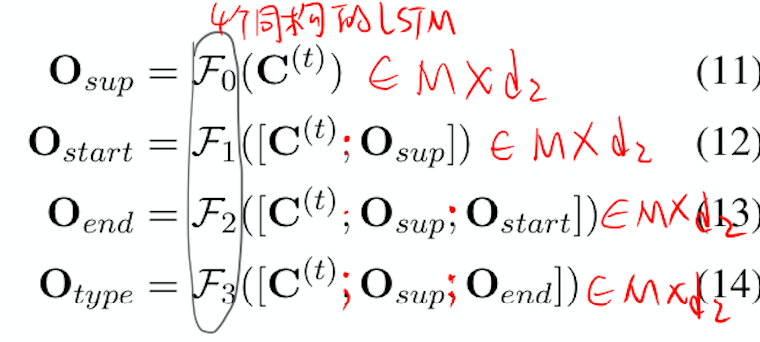 4个同构的LSTM
O_sup = F_0(C^(t)) ∈ M×d_2 (11)
O_start = F_1([C^(t); O_sup]) ∈ M×d_2 (12)
O_end = F_2([C^(t); O_sup; O_start]) ∈ M×d_2 (13)
O_type = F_3([C^(t); O_sup; O_end]) ∈ M×d_2 (14)